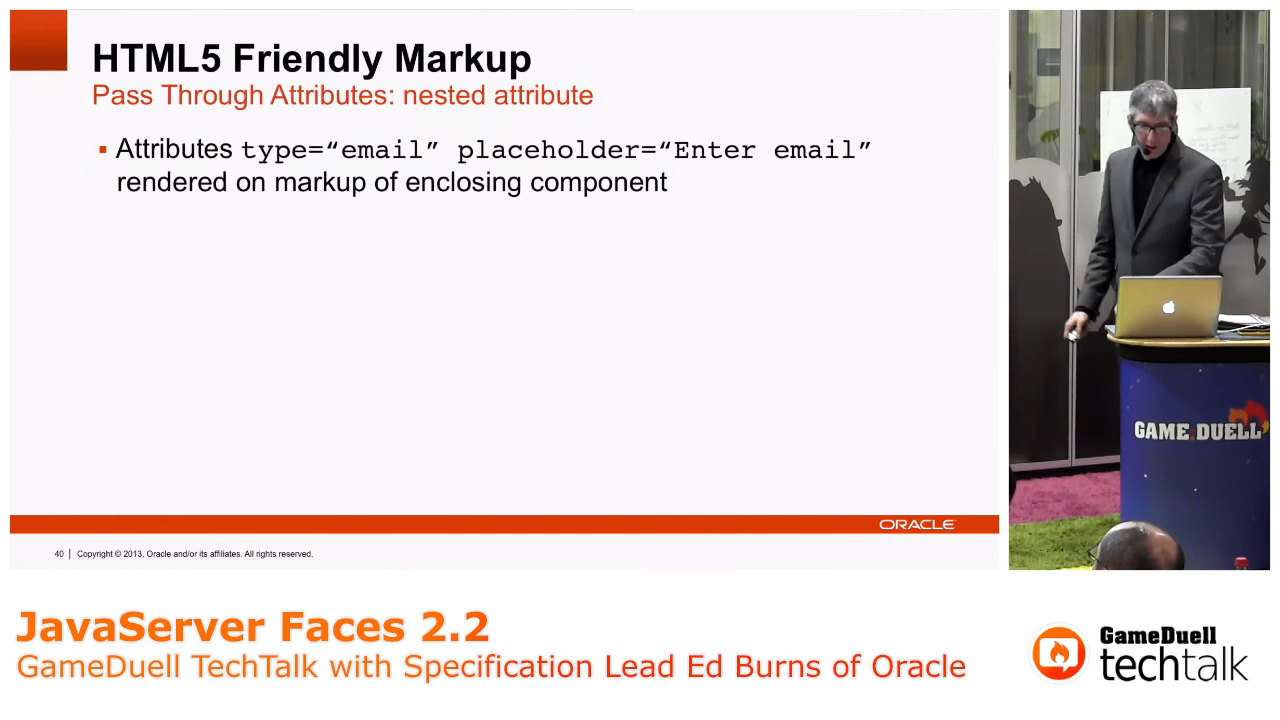 HTML5 Friendly Markup
Pass Through Attributes: nested attribute
▪ Attributes type=“email” placeholder=“Enter email”
rendered on markup of enclosing component
ORACLE
40 | Copyright © 2013, Oracle and/or its affiliates. All rights reserved.
GAME DUELL
JavaServer Faces 2.2
GameDuell TechTalk with Specification Lead Ed Burns of Oracle
GameDuell
techtalk